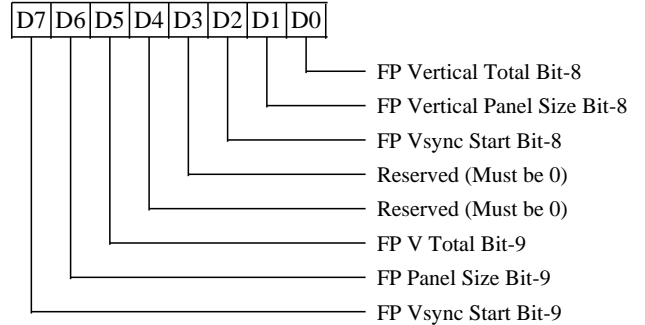 D7 D6 D5 D4 D3 D2 D1 D0
FP Vertical Total Bit-8
FP Vertical Panel Size Bit-8
FP Vsync Start Bit-8
Reserved (Must be 0)
Reserved (Must be 0)
FP V Total Bit-9
FP Panel Size Bit-9
FP Vsync Start Bit-9